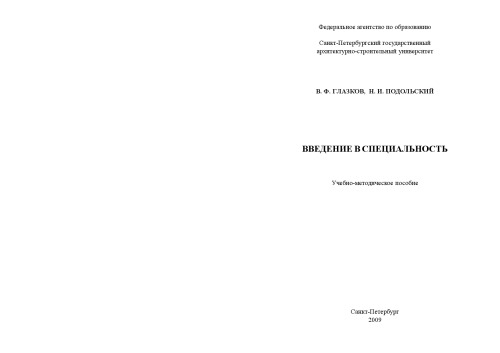 Федеральное агентство по образованию
Санкт-Петербургский государственный
архитектурно-строительный университет
В. Ф. ГЛАЗКОВ, Н. И. ПОДОЛЬСКИЙ
ВВЕДЕНИЕ В СПЕЦИАЛЬНОСТЬ
Учебно-методическое пособие
Санкт-Петербург
2009